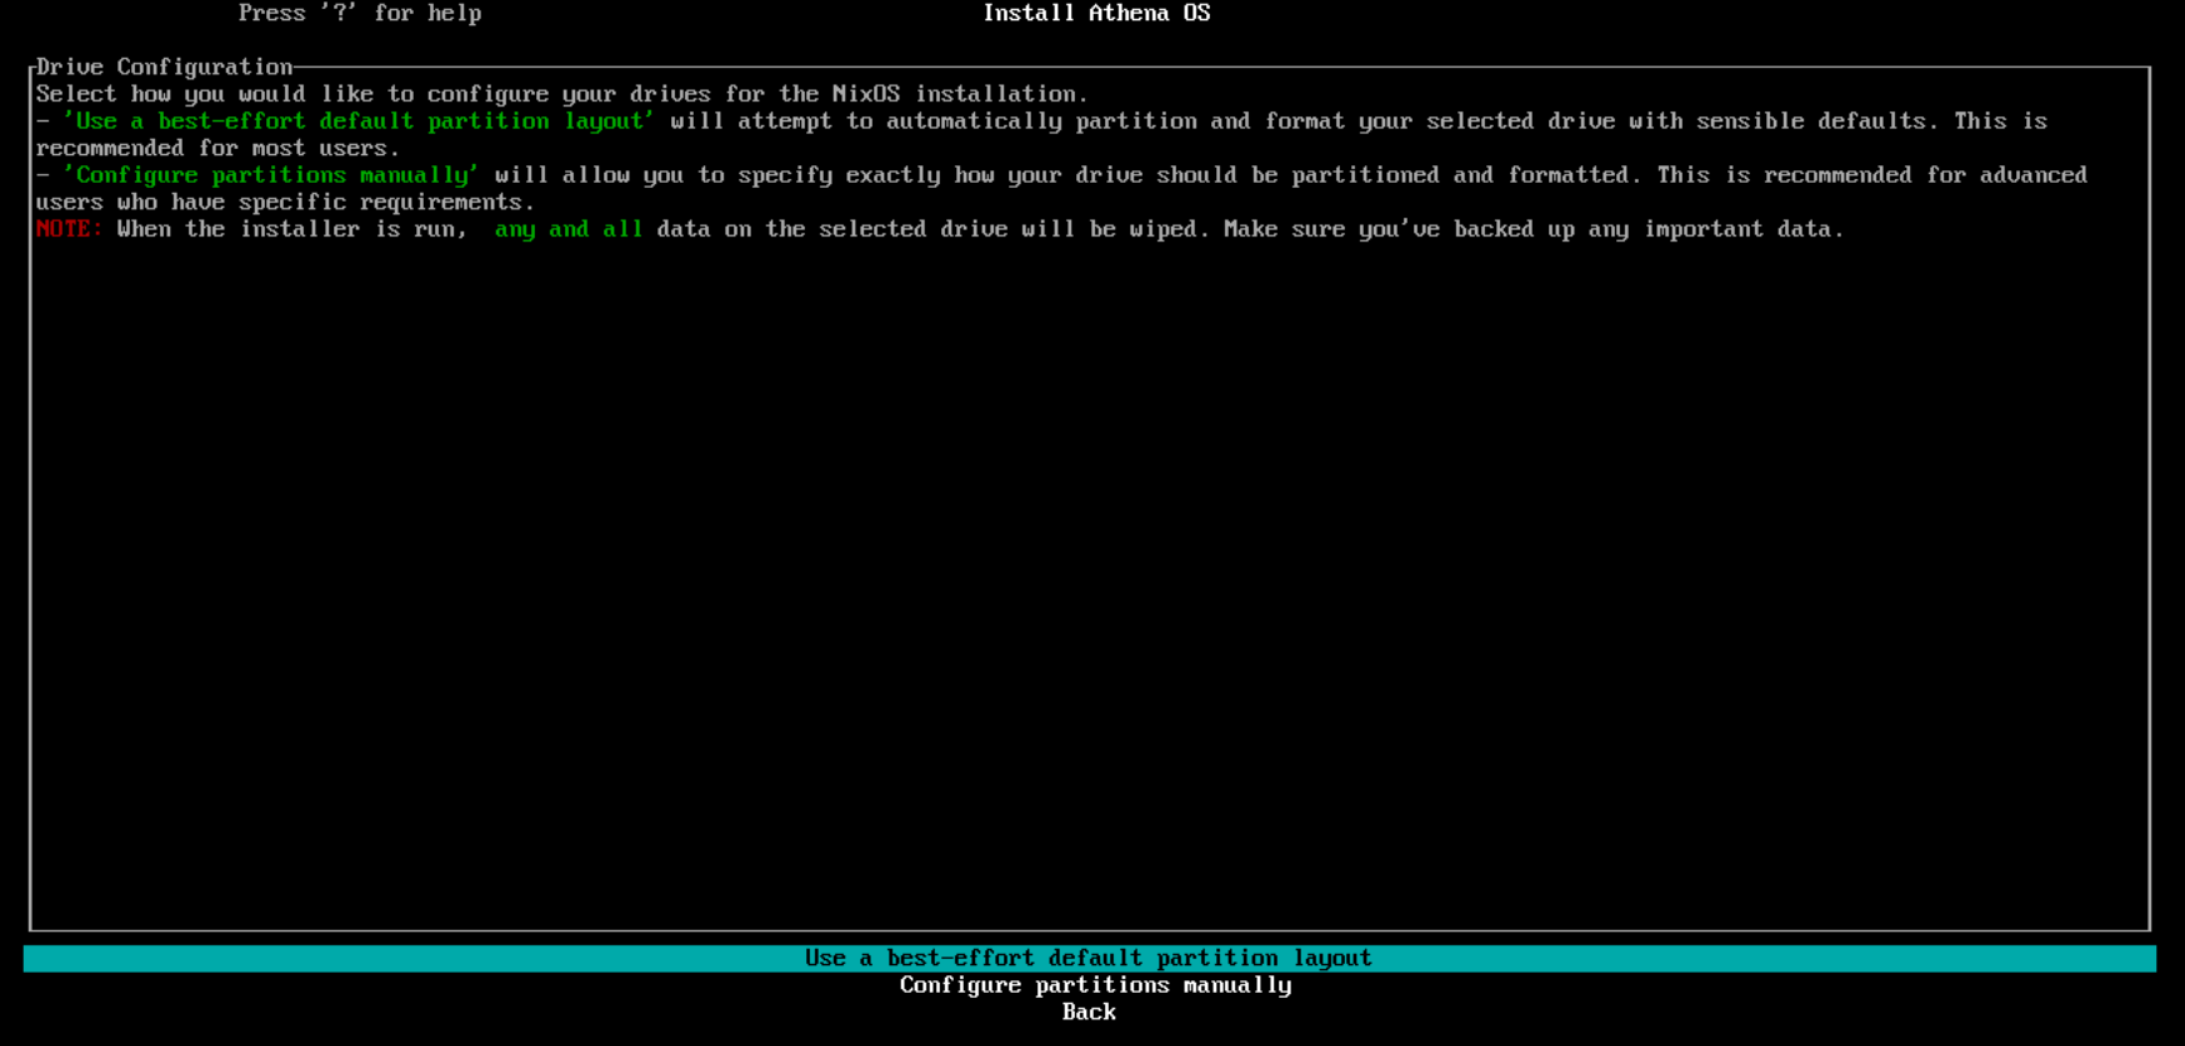 Press '?' for help
Install Athena OS
Drive Configuration
Select how you would like to configure your drives for the NixOS installation.
- 'Use a best-effort default partition layout' will attempt to automatically partition and format your selected drive with sensible defaults. This is
recommended for most users.
- 'Configure partitions manually' will allow you to specify exactly how your drive should be partitioned and formatted. This is recommended for advanced
users who have specific requirements.
NOTE: When the installer is run,  any and all data on the selected drive will be wiped. Make sure you've backed up any important data.
Use a best-effort default partition layout
Configure partitions manually
Back